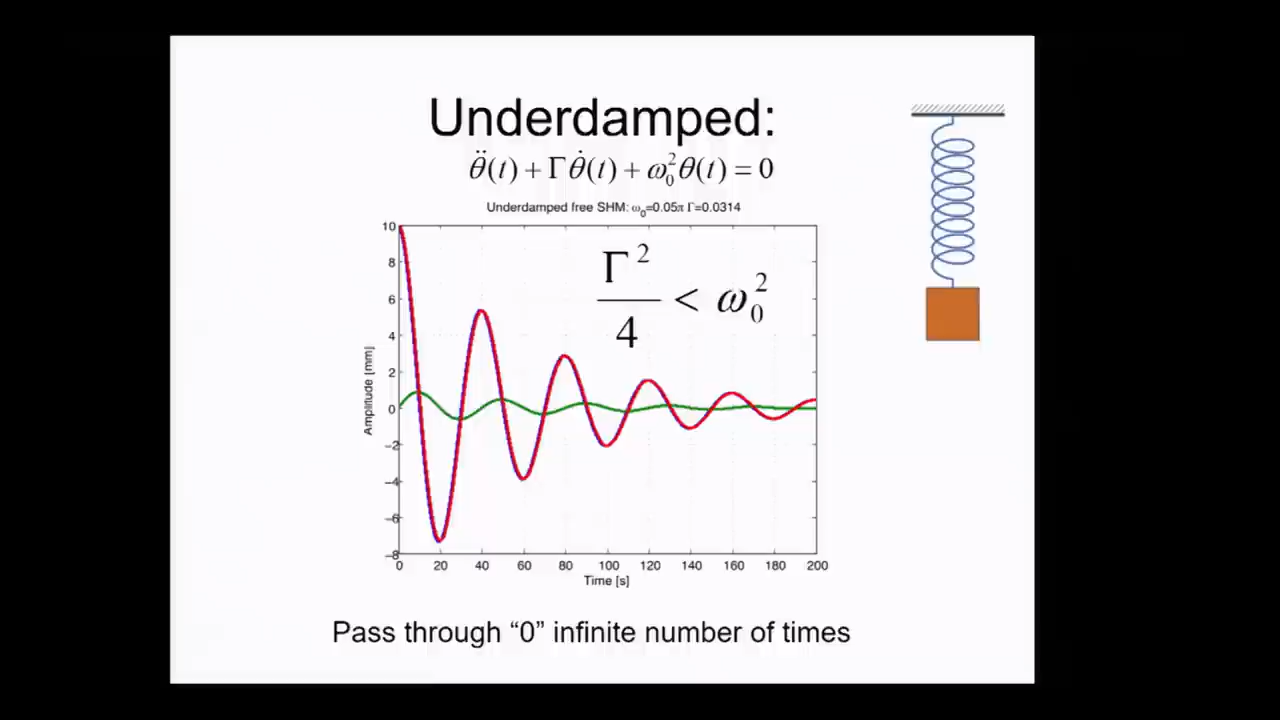 Underdamped:
θ̈(t) + Γ θ̇(t) + ω₀²θ(t) = 0
Underdamped free SHM: ω₀=0.05π Γ=0.0314
Γ²/4 < ω₀²
10
8
6
4
2
0
−2
−4
−6
−8
Amplitude [mm]
0 20 40 60 80 100 120 140 160 180 200
Time [s]
Pass through “0” infinite number of times